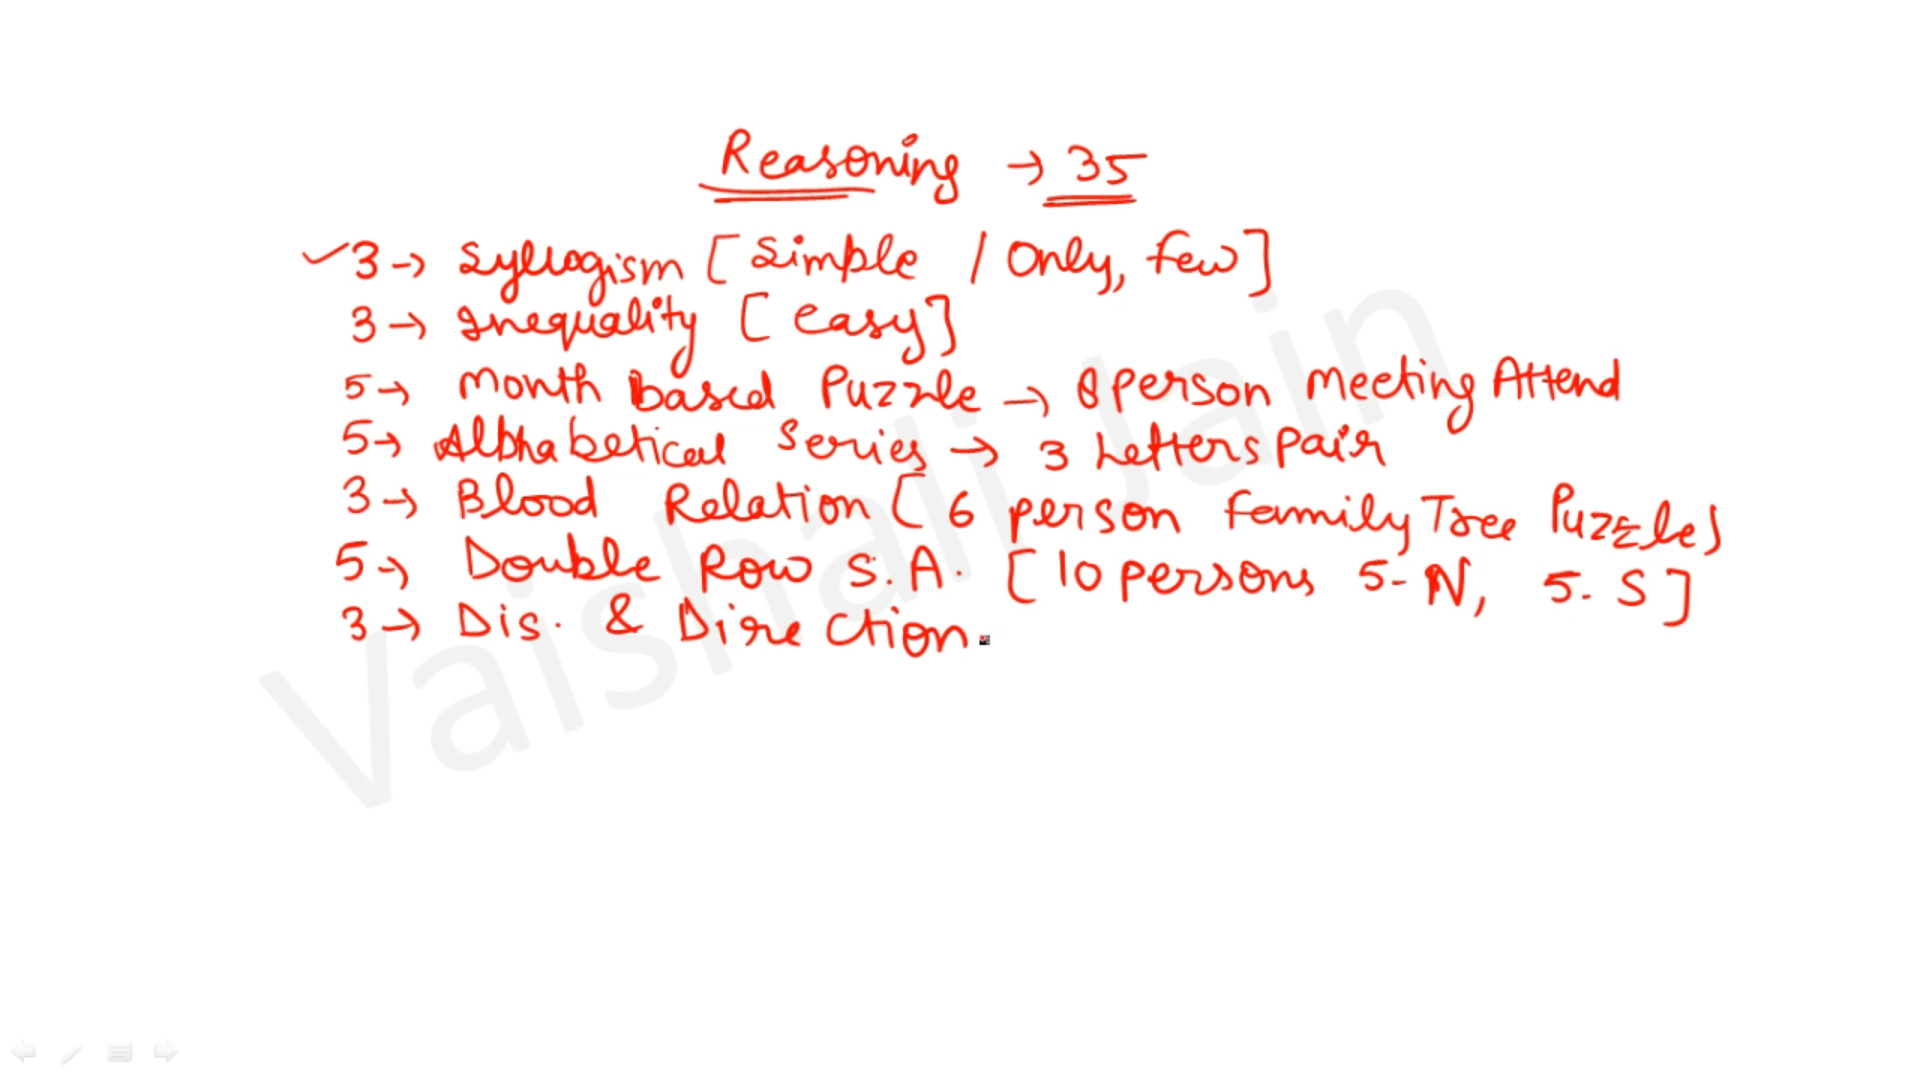 Reasoning → 35
✓3 → Syllogism [Simple / Only, few]
3 → Inequality [easy]
5 → Month based Puzzle → 8 person Meeting Attend
5 → Alphabetical Series → 3 Letters Pair
3 → Blood Relation [6 person family Tree Puzzle]
5 → Double Row S.A. [10 persons 5-N, 5-S]
3 → Dis. & Direction
Vaishali Jain